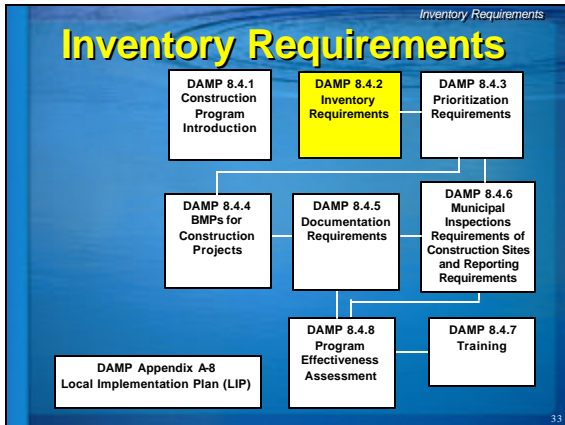 Inventory Requirements
Inventory Requirements
DAMP 8.4.1
Construction
Program
Introduction
DAMP 8.4.2
Inventory
Requirements
DAMP 8.4.3
Prioritization
Requirements
DAMP 8.4.4
BMPs for
Construction
Projects
DAMP 8.4.5
Documentation
Requirements
DAMP 8.4.6
Municipal
Inspections
Requirements of
Construction Sites
and Reporting
Requirements
DAMP 8.4.8
Program
Effectiveness
Assessment
DAMP 8.4.7
Training
DAMP Appendix A-8
Local Implementation Plan (LIP)
33